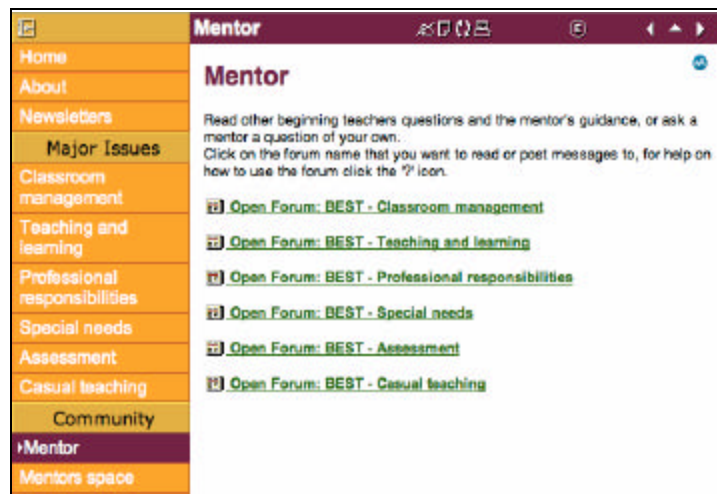 Home
About
Newsletters
Major Issues
Classroom
management
Teaching and
learning
Professional
responsibilities
Special needs
Assessment
Casual teaching
Community
Mentor
Mentors space
Mentor
Mentor
Read other beginning teachers questions and the mentor's guidance, or ask a
mentor a question of your own.
Click on the forum name that you want to read or post messages to, for help on
how to use the forum click the '?' icon.
Open Forum: BEST - Classroom management
Open Forum: BEST - Teaching and learning
Open Forum: BEST - Professional responsibilities
Open Forum: BEST - Special needs
Open Forum: BEST - Assessment
Open Forum: BEST - Casual teaching